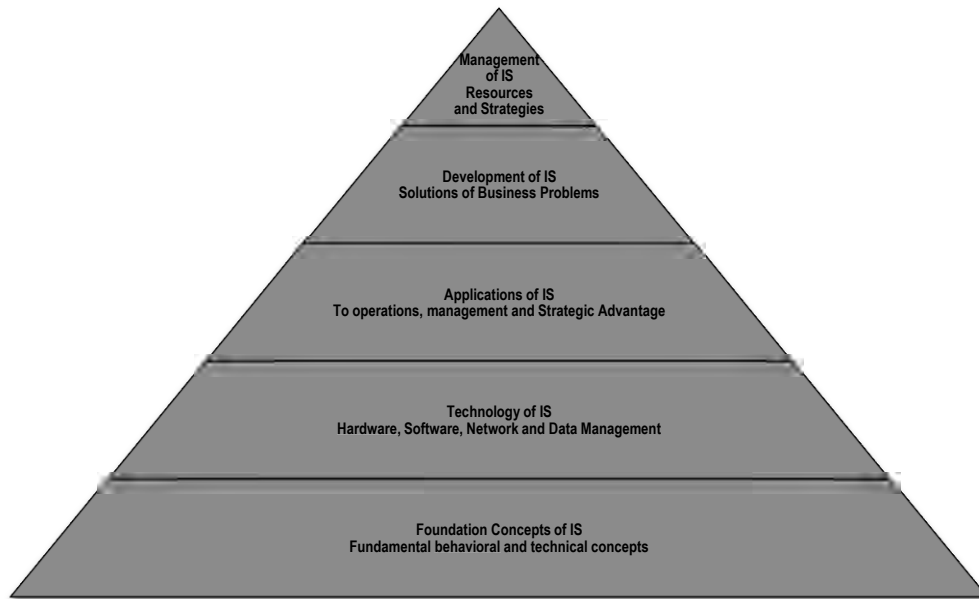 Management
of IS
Resources
and Strategies
Development of IS
Solutions of Business Problems
Applications of IS
To operations, management and Strategic Advantage
Technology of IS
Hardware, Software, Network and Data Management
Foundation Concepts of IS
Fundamental behavioral and technical concepts